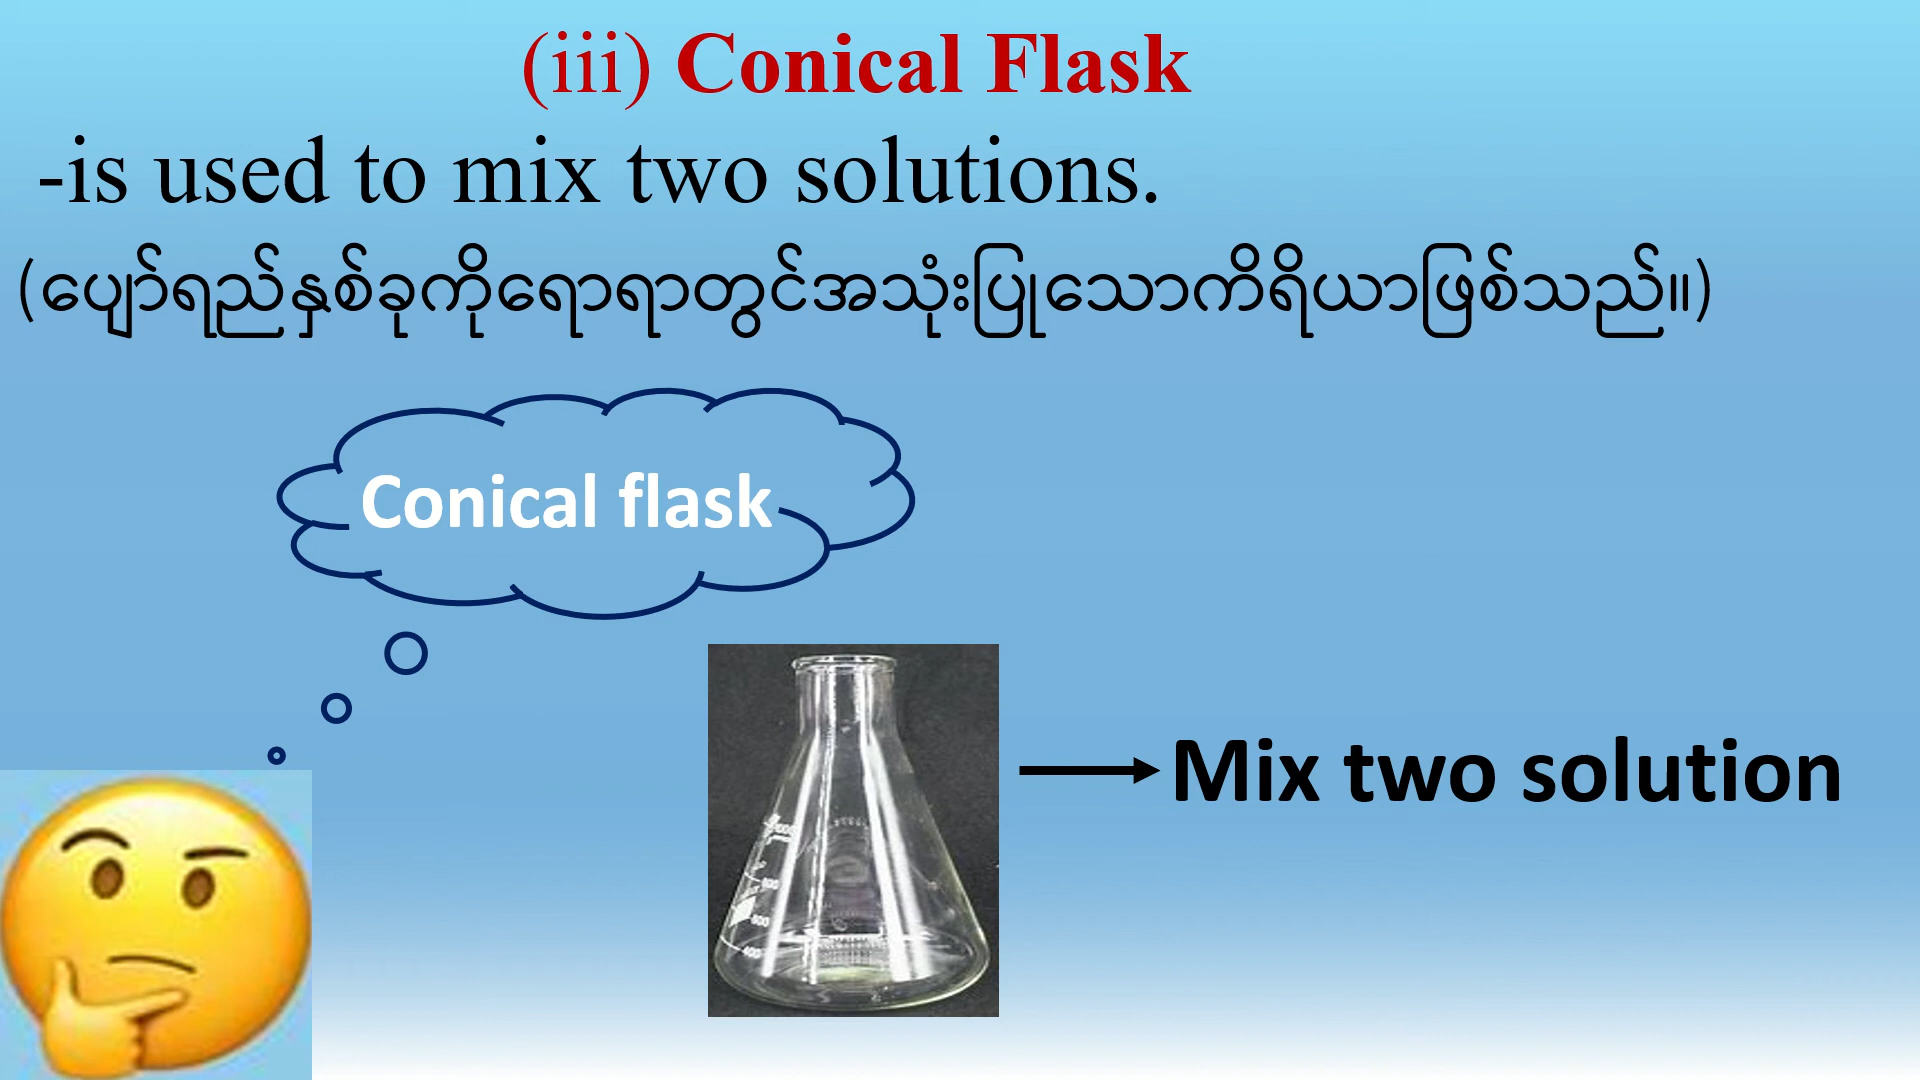 (iii) Conical Flask
-is used to mix two solutions.
(ပျော်ရည်နှစ်ခုကိုရောရာတွင်အသုံးပြုသောကိရိယာဖြစ်သည်။)
Conical flask
Mix two solution